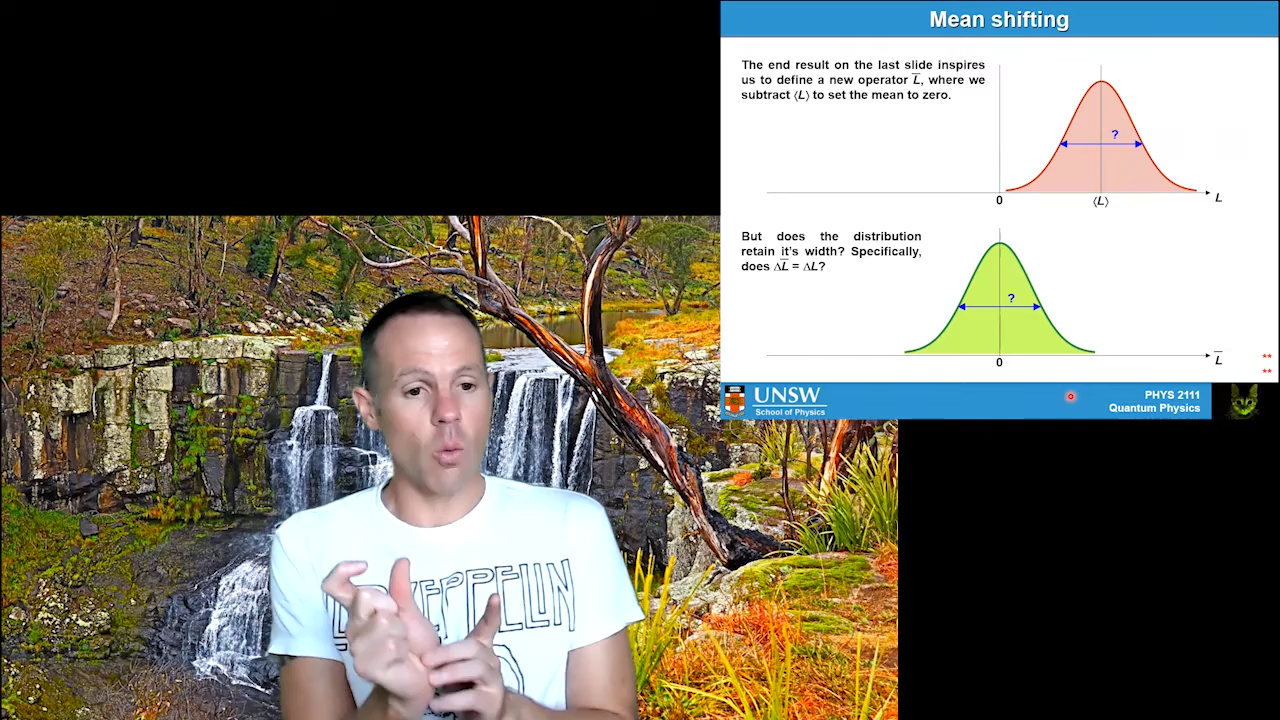 Mean shifting
The end result on the last slide inspires
us to define a new operator L̅, where we
subtract ⟨L⟩ to set the mean to zero.
?
0
⟨L⟩
L
But does the distribution
retain it's width? Specifically,
does ΔL̅ = ΔL?
?
0
L̅
**
**
UNSW
School of Physics
PHYS 2111
Quantum Physics
ZEPPELIN